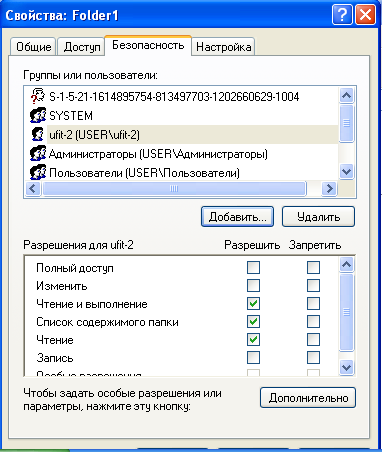 Свойства: Folder1
Общие Доступ Безопасность Настройка
Группы или пользователи:
S-1-5-21-1614895754-813497703-1202660629-1004
SYSTEM
ufit-2 (USER\ufit-2)
Администраторы (USER\Администраторы)
Пользователи (USER\Пользователи)
Добавить... Удалить
Разрешения для ufit-2 Разрешить Запретить
Полный доступ
Изменить
Чтение и выполнение
Список содержимого папки
Чтение
Запись
Особые разрешения
Чтобы задать особые разрешения или
параметры, нажмите эту кнопку:
Дополнительно